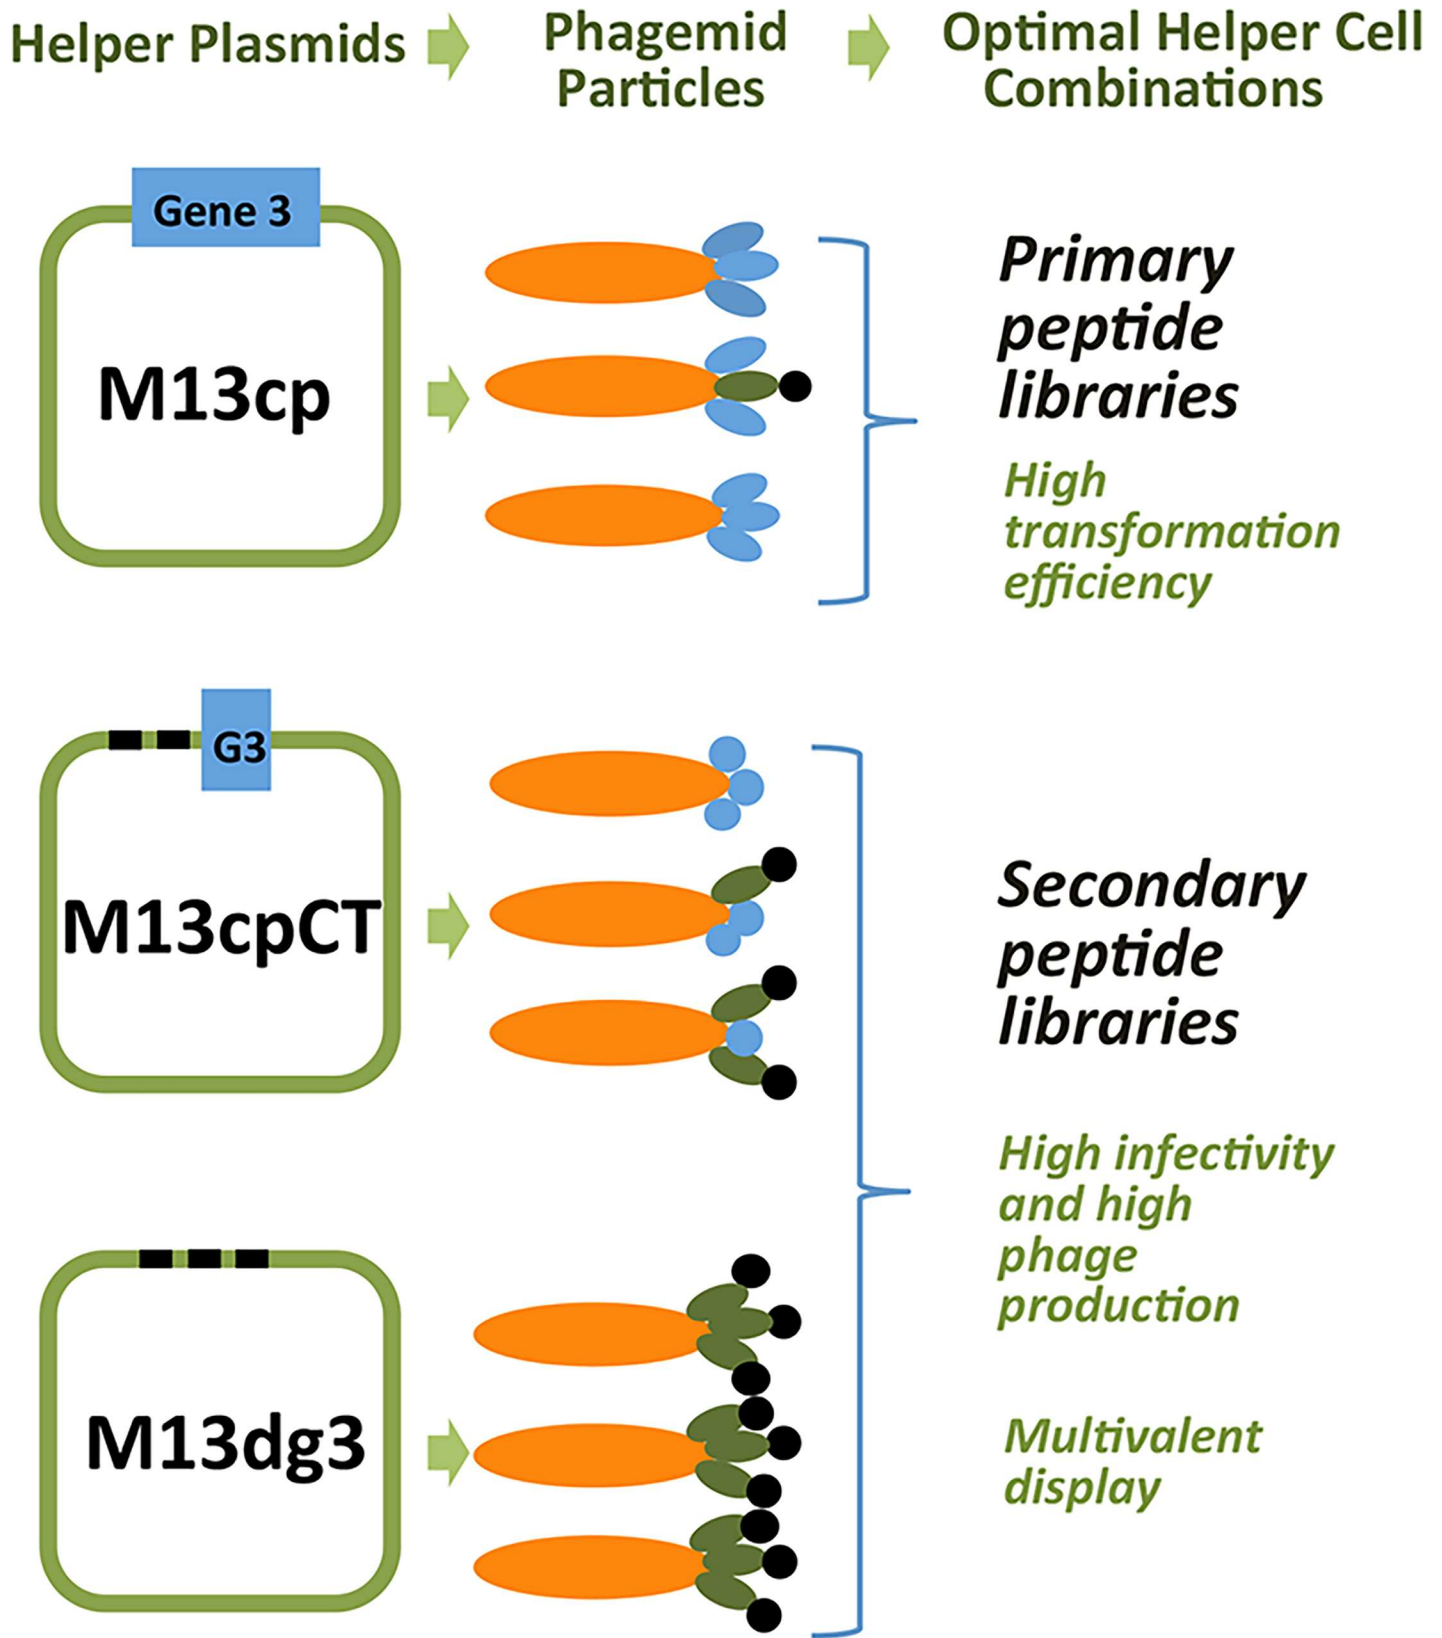 Helper Plasmids
Phagemid
Particles
Optimal Helper Cell
Combinations
Gene 3
M13cp
Primary
peptide
libraries
High
transformation
efficiency
G3
M13cpCT
Secondary
peptide
libraries
High infectivity
and high
phage
production
M13dg3
Multivalent
display